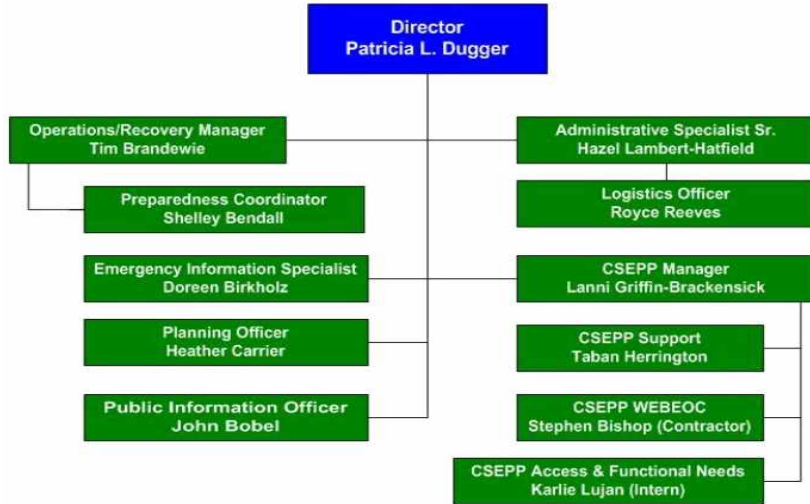 Director
Patricia L. Dugger
Operations/Recovery Manager
Tim Brandewie
Administrative Specialist Sr.
Hazel Lambert-Hatfield
Preparedness Coordinator
Shelley Bendall
Logistics Officer
Royce Reeves
Emergency Information Specialist
Doreen Birkholz
CSEPP Manager
Lanni Griffin-Brackensick
Planning Officer
Heather Carrier
CSEPP Support
Taban Herrington
Public Information Officer
John Bobel
CSEPP WEBEOC
Stephen Bishop (Contractor)
CSEPP Access & Functional Needs
Karlie Lujan (Intern)